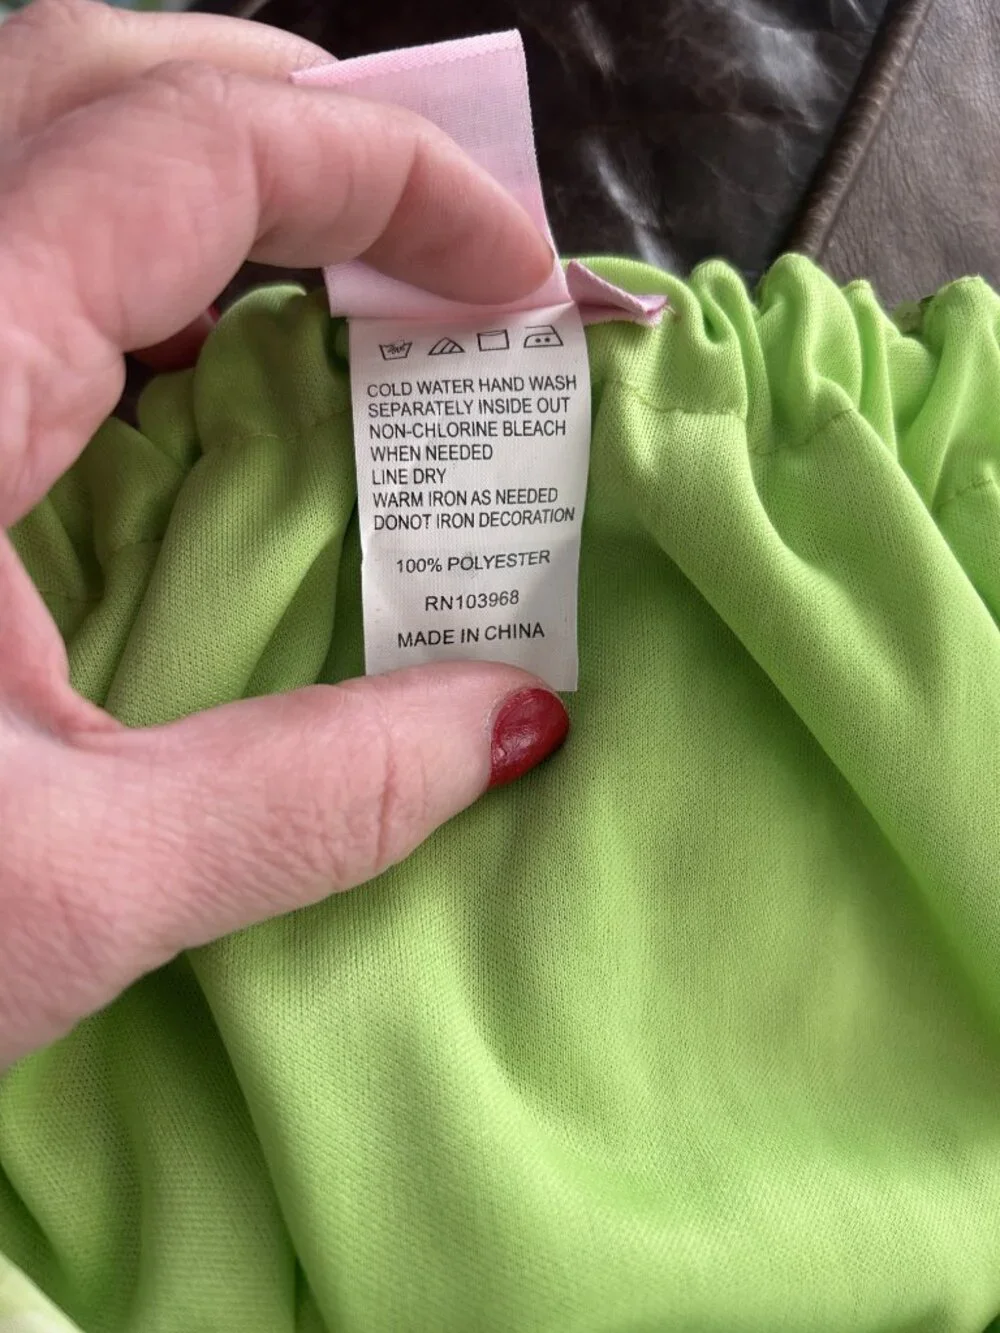 COLD WATER HAND WASH
SEPARATELY INSIDE OUT
NON-CHLORINE BLEACH
WHEN NEEDED
LINE DRY
WARM IRON AS NEEDED
DONOT IRON DECORATION
100% POLYESTER
RN103968
MADE IN CHINA